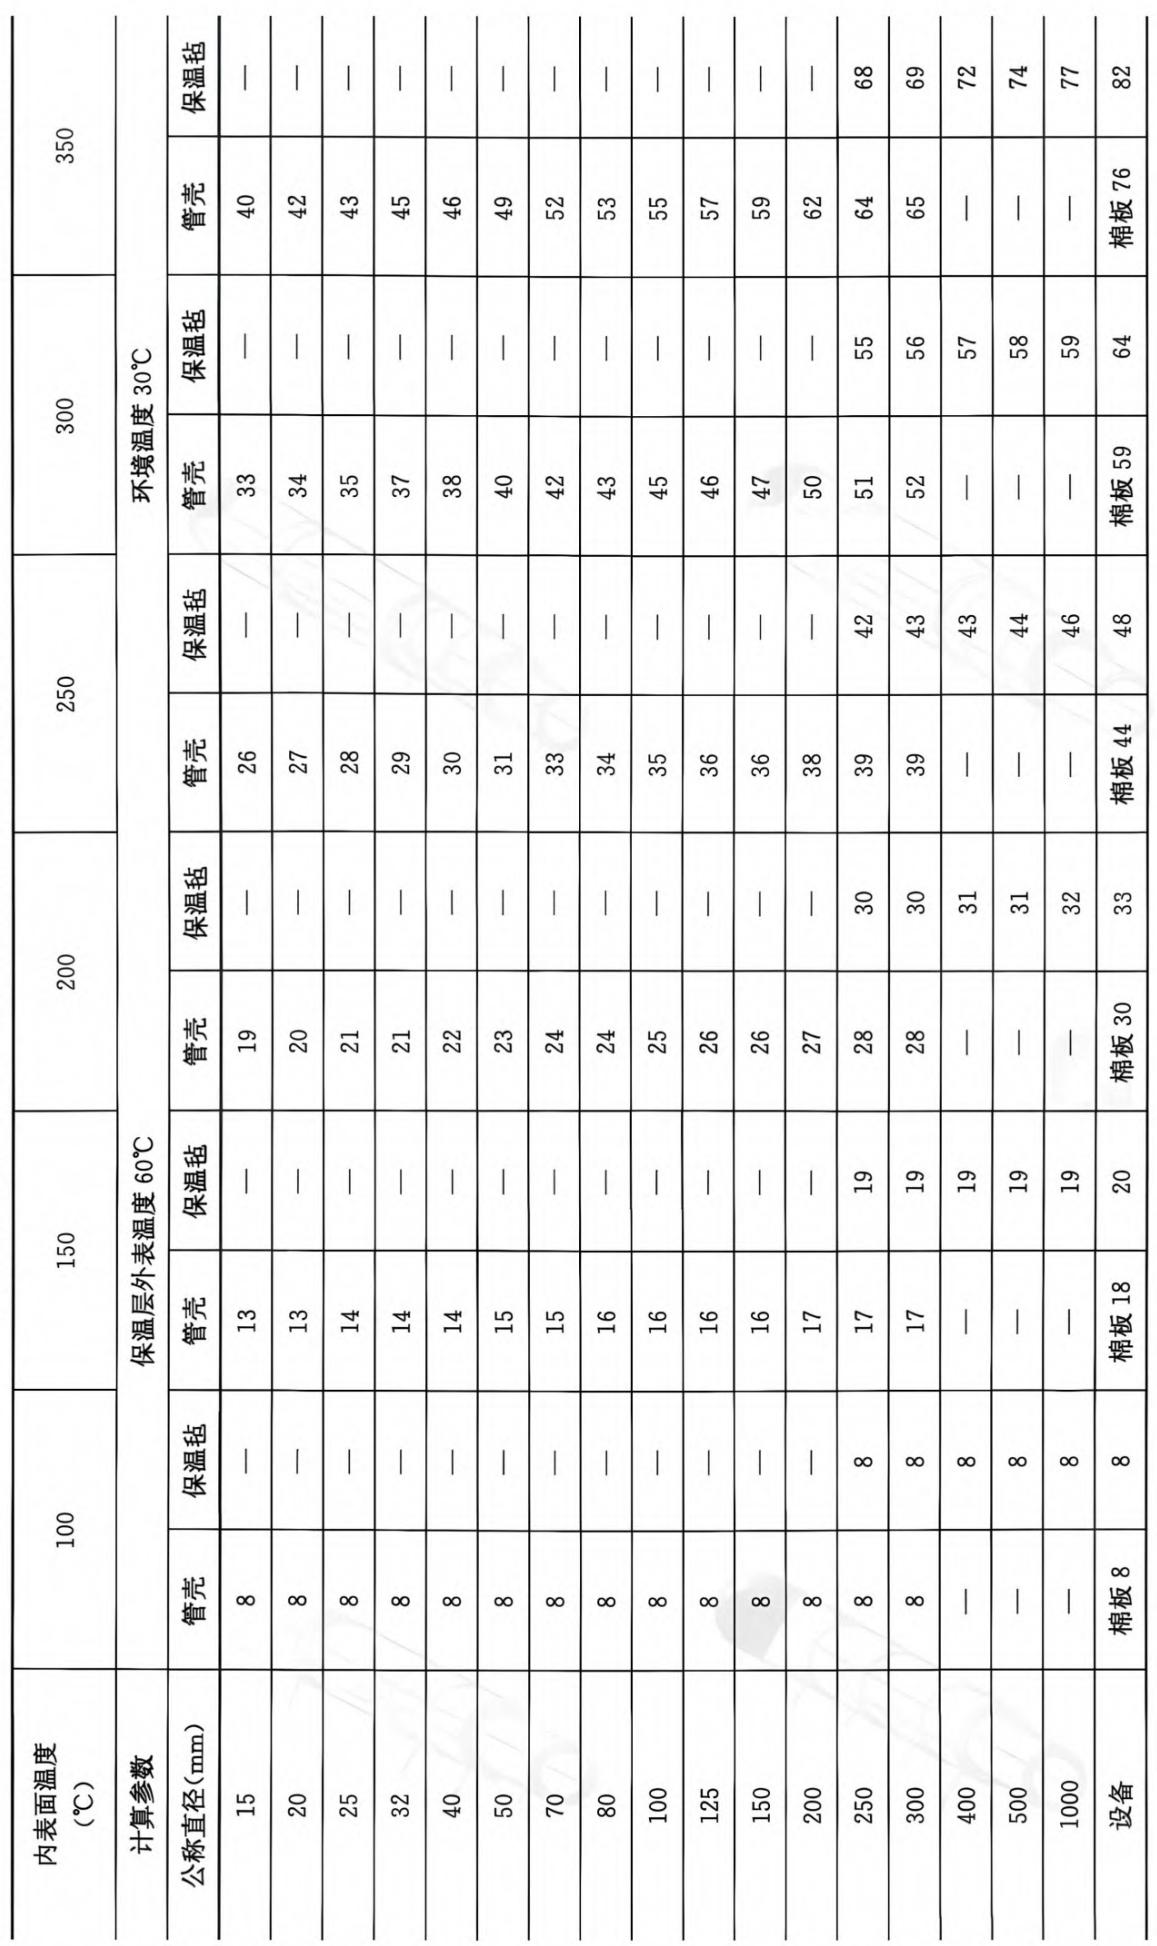 内表面温度(℃) 100 150 200 250 300 350
计算参数 保温层外表温度 60℃ 环境温度 30℃
公称直径(mm) 管壳 保温毡 管壳 保温毡 管壳 保温毡 管壳 保温毡 管壳 保温毡 管壳 保温毡
15 8 — 13 — 19 — 26 — 33 — 40 —
20 8 — 13 — 20 — 27 — 34 — 42 —
25 8 — 14 — 21 — 28 — 35 — 43 —
32 8 — 14 — 21 — 29 — 37 — 45 —
40 8 — 14 — 22 — 30 — 38 — 46 —
50 8 — 15 — 23 — 31 — 40 — 49 —
70 8 — 15 — 24 — 33 — 42 — 52 —
80 8 — 16 — 24 — 34 — 43 — 53 —
100 8 — 16 — 25 — 35 — 45 — 55 —
125 8 — 16 — 26 — 36 — 46 — 57 —
150 8 — 16 — 26 — 36 — 47 — 59 —
200 8 — 17 — 27 — 38 — 50 — 62 —
250 8 8 17 19 28 30 39 42 51 55 64 68
300 8 8 17 19 28 30 39 43 52 56 65 69
400 — 8 — 19 — 31 — 43 — 57 — 72
500 — 8 — 19 — 31 — 44 — 58 — 74
1000 — 8 — 19 — 32 — 46 — 59 — 77
设备 棉板 8 8 棉板 18 20 棉板 30 33 棉板 44 48 棉板 59 64 棉板 76 82